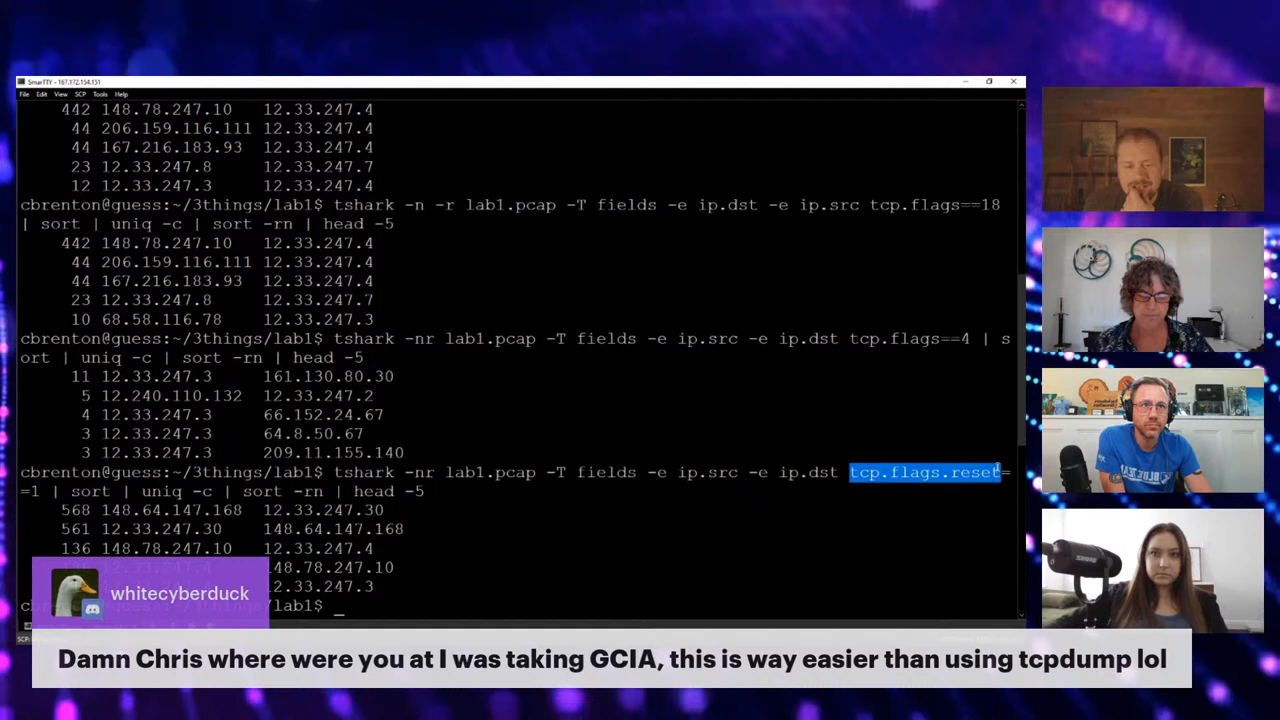 SmarTTY - 167.172.154.151
File Edit View SCP Tools Help
442 148.78.247.10 12.33.247.4
44 206.159.116.111 12.33.247.4
44 167.216.183.93 12.33.247.4
23 12.33.247.8 12.33.247.7
12 12.33.247.3 12.33.247.4
cbrenton@guess:~/3things/lab1$ tshark -n -r lab1.pcap -T fields -e ip.dst -e ip.src tcp.flags==18
| sort | uniq -c | sort -rn | head -5
442 148.78.247.10 12.33.247.4
44 206.159.116.111 12.33.247.4
44 167.216.183.93 12.33.247.4
23 12.33.247.8 12.33.247.7
10 68.58.116.78 12.33.247.3
cbrenton@guess:~/3things/lab1$ tshark -nr lab1.pcap -T fields -e ip.src -e ip.dst tcp.flags==4 | s
ort | uniq -c | sort -rn | head -5
11 12.33.247.3 161.130.80.30
5 12.240.110.132 12.33.247.2
4 12.33.247.3 66.152.24.67
3 12.33.247.3 64.8.50.67
3 12.33.247.3 209.11.155.140
cbrenton@guess:~/3things/lab1$ tshark -nr lab1.pcap -T fields -e ip.src -e ip.dst tcp.flags.reset=
=1 | sort | uniq -c | sort -rn | head -5
568 148.64.147.168 12.33.247.30
561 12.33.247.30 148.64.147.168
136 148.78.247.10 12.33.247.4
148.78.247.10
12.33.247.3
/lab1$
whitecyberduck
Damn Chris where were you at I was taking GCIA, this is way easier than using tcpdump lol